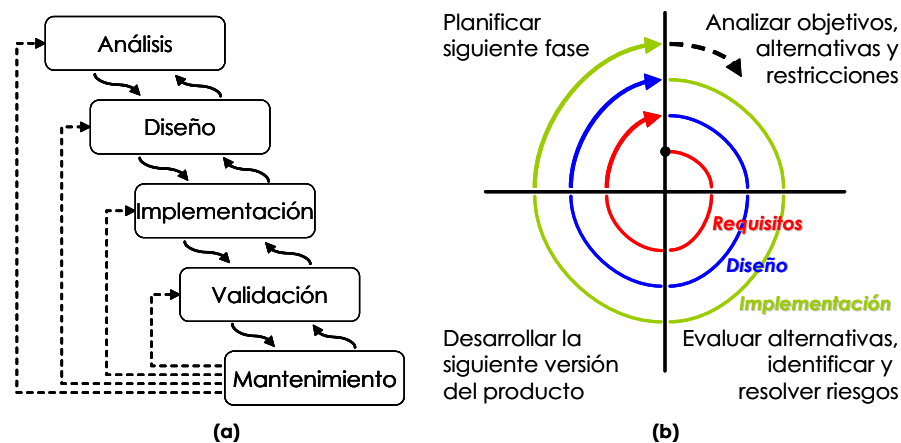 Análisis
Diseño
Implementación
Validación
Mantenimiento
(a)
Planificar
siguiente fase
Analizar objetivos,
alternativas y
restricciones
Requisitos
Diseño
Implementación
Desarrollar la
siguiente versión
del producto
Evaluar alternativas,
identificar y
resolver riesgos
(b)